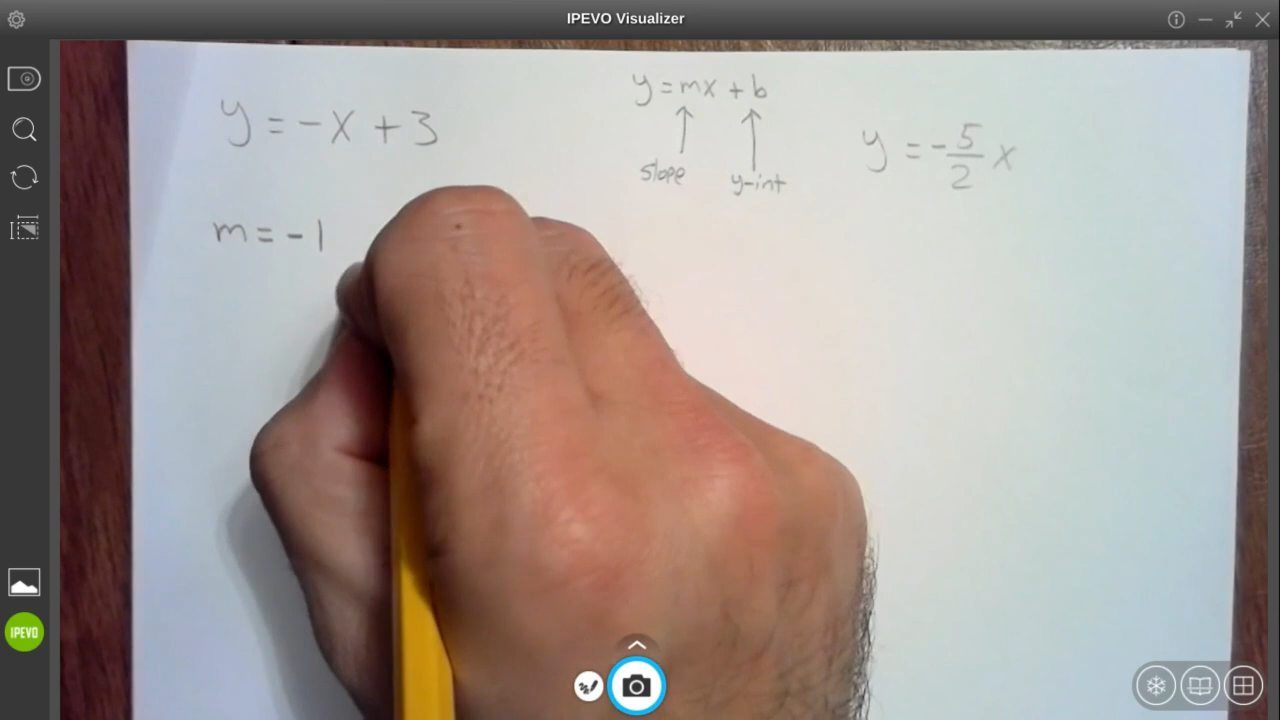 IPEVO Visualizer
y = -x + 3
y = mx + b
slope
y-int
y = -5/2 x
m = -1
IPEVO